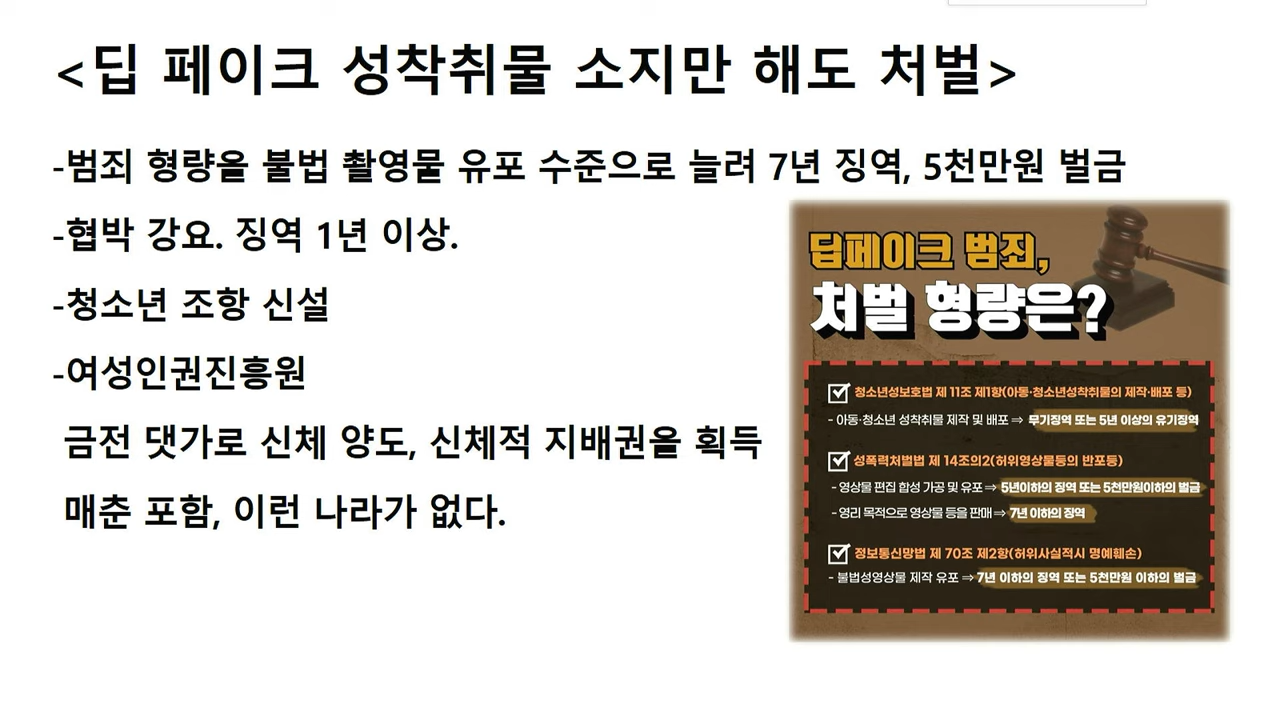 <딥 페이크 성착취물 소지만 해도 처벌>
-범죄 형량을 불법 촬영물 유포 수준으로 늘려 7년 징역, 5천만원 벌금
-협박 강요. 징역 1년 이상.
-청소년 조항 신설
-여성인권진흥원
금전 댓가로 신체 양도, 신체적 지배권을 획득
매춘 포함, 이런 나라가 없다.
딥페이크 범죄,
처벌 형량은?
청소년성보호법 제 11조 제1항(아동·청소년성착취물의 제작·배포 등)
- 아동·청소년 성착취물 제작 및 배포 ⇒ 무기징역 또는 5년 이상의 유기징역
성폭력처벌법 제 14조의2(허위영상물등의 반포등)
- 영상물 편집 합성 가공 및 유포 ⇒ 5년이하의 징역 또는 5천만원이하의 벌금
- 영리 목적으로 영상물 등을 판매 ⇒ 7년 이하의 징역
정보통신망법 제 70조 제2항(허위사실적시 명예훼손)
- 불법성영상물 제작 유포 ⇒ 7년 이하의 징역 또는 5천만원 이하의 벌금